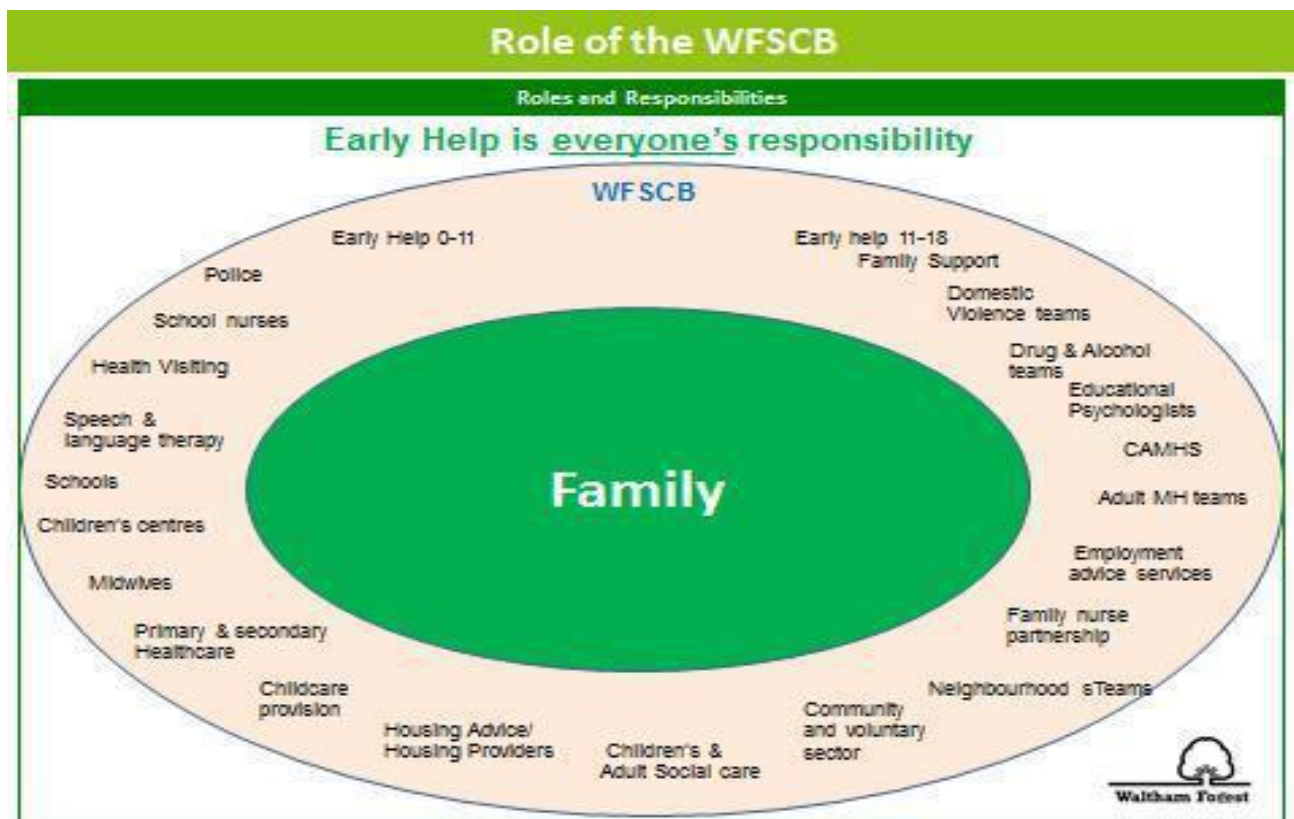 Role of the WFSCB
Roles and Responsibilities
Early Help is everyone's responsibility
WFSCB
Early Help 0-11
Police
School nurses
Health Visiting
Speech &
language therapy
Schools
Children's centres
Midwives
Primary & secondary
Healthcare
Childcare
provision
Housing Advice/
Housing Providers
Children's &
Adult Social care
Community
and voluntary
sector
Neighbourhood sTeams
Family nurse
partnership
Employment
advice services
Adult MH teams
CAMHS
Educational
Psychologists
Drug & Alcohol
teams
Domestic
Violence teams
Early help 11-18
Family Support
Family
Waltham Forest